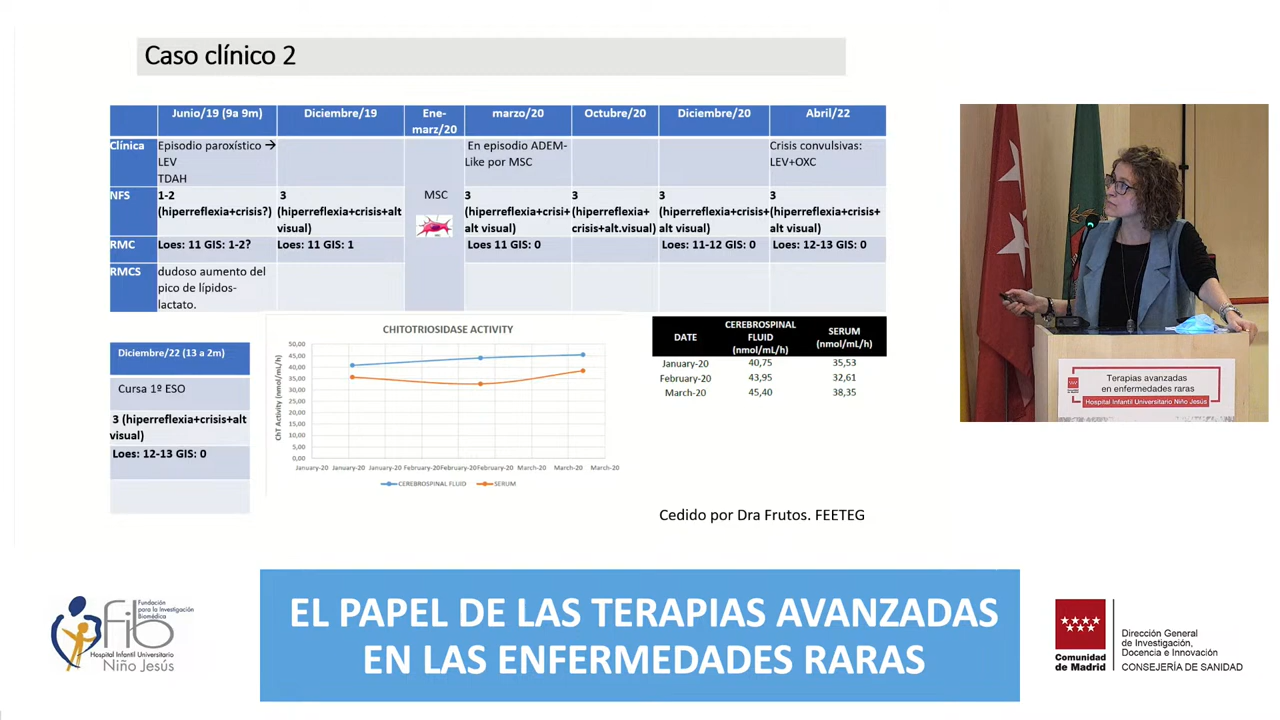 Caso clínico 2
Junio/19 (9a 9m)
Diciembre/19
Ene-
marz/20
marzo/20
Octubre/20
Diciembre/20
Abril/22
Clínica
Episodio paroxístico →
LEV
TDAH
En episodio ADEM-
Like por MSC
Crisis convulsivas:
LEV+OXC
NFS
1-2
(hiperreflexia+crisis?)
3
(hiperreflexia+crisis+alt
visual)
MSC
3
(hiperreflexia+crisi+
alt visual)
3
(hiperreflexia+
crisis+alt.visual)
3
(hiperreflexia+crisis+
alt visual)
3
(hiperreflexia+crisis+
alt visual)
RMC
Loes: 11 GIS: 1-2?
Loes: 11 GIS: 1
Loes 11 GIS: 0
Loes: 11-12 GIS: 0
Loes: 12-13 GIS: 0
RMCS
dudoso aumento del
pico de lípidos-
lactato.
Diciembre/22 (13 a 2m)
Cursa 1º ESO
3 (hiperreflexia+crisis+alt
visual)
Loes: 12-13 GIS: 0
CHITOTRIOSIDASE ACTIVITY
ChT Activity (nmol/mL/h)
50,00
45,00
40,00
35,00
30,00
25,00
20,00
15,00
10,00
5,00
0,00
January-20 January-20 January-20 February-20 February-20 February-20 March-20 March-20 March-20
CEREBROSPINAL FLUID SERUM
DATE
CEREBROSPINAL
FLUID
(nmol/mL/h)
SERUM
(nmol/mL/h)
January-20 40,75 35,53
February-20 43,95 32,61
March-20 45,40 38,35
Cedido por Dra Frutos. FEETEG
Terapias avanzadas
en enfermedades raras
Hospital Infantil Universitario Niño Jesús
fib
Fundación
para la Investigación
Biomédica
Hospital Infantil Universitario
Niño Jesús
EL PAPEL DE LAS TERAPIAS AVANZADAS
EN LAS ENFERMEDADES RARAS
Comunidad
de Madrid
Dirección General
de Investigación,
Docencia e Innovación
CONSEJERÍA DE SANIDAD